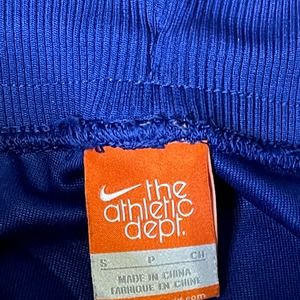 the
athletic
dept.
S P CH
MADE IN CHINA
FABRIQUÉ EN CHINE